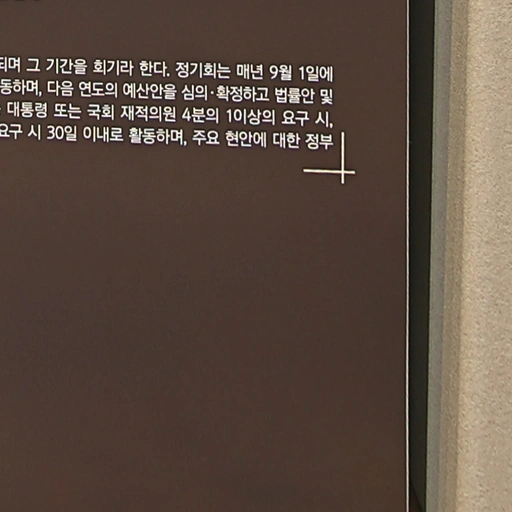 되며 그 기간을 회기라 한다. 정기회는 매년 9월 1일에
동하며, 다음 연도의 예산안을 심의·확정하고 법률안 및
대통령 또는 국회 재적의원 4분의 1이상의 요구 시,
요구 시 30일 이내로 활동하며, 주요 현안에 대한 정부